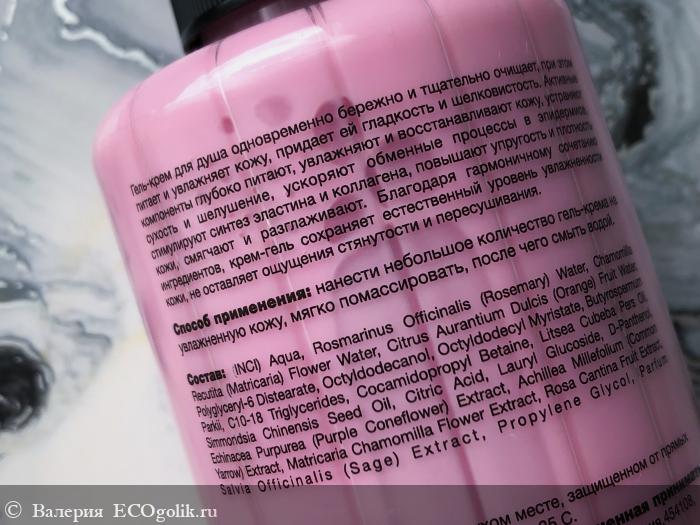 Гель-крем для душа одновременно бережно и тщательно очищает, при этом
питает и увлажняет кожу, придает ей гладкость и шелковистость. Активные
компоненты глубоко питают, увлажняют и восстанавливают кожу, устраняют
сухость и шелушение, ускоряют обменные процессы в эпидермисе,
стимулируют синтез эластина и коллагена, повышают упругость и плотность
кожи, смягчают и разглаживают. Благодаря гармоничному сочетанию
ингредиентов, крем-гель сохраняет естественный уровень увлажненности
кожи, не оставляет ощущения стянутости и пересушивания.
Способ применения: нанести небольшое количество гель-крема на
увлажненную кожу, мягко помассировать, после чего смыть водой.
Состав: (INCI) Aqua, Rosmarinus Officinalis (Rosemary) Water, Chamomilla
Recutita (Matricaria) Flower Water, Citrus Aurantium Dulcis (Orange) Fruit Water,
Polyglyceryl-6 Distearate, Octyldodecanol, Octyldodecyl Myristate, Butyrospermum
Parkii, C10-18 Triglycerides, Cocamidopropyl Betaine, Litsea Cubeba Pers Oil,
Simmondsia Chinensis Seed Oil, Citric Acid, Lauryl Glucoside, D-Panthenol,
Echinacea Purpurea (Purple Coneflower) Extract, Achillea Millefolium (Common
Yarrow) Extract, Matricaria Chamomilla Flower Extract, Rosa Canina Fruit Extract,
Salvia Officinalis (Sage) Extract, Propylene Glycol, Parfum
месте, защищенном от прямых
25 С.
454108,
© Валерия ECOgolik.ru